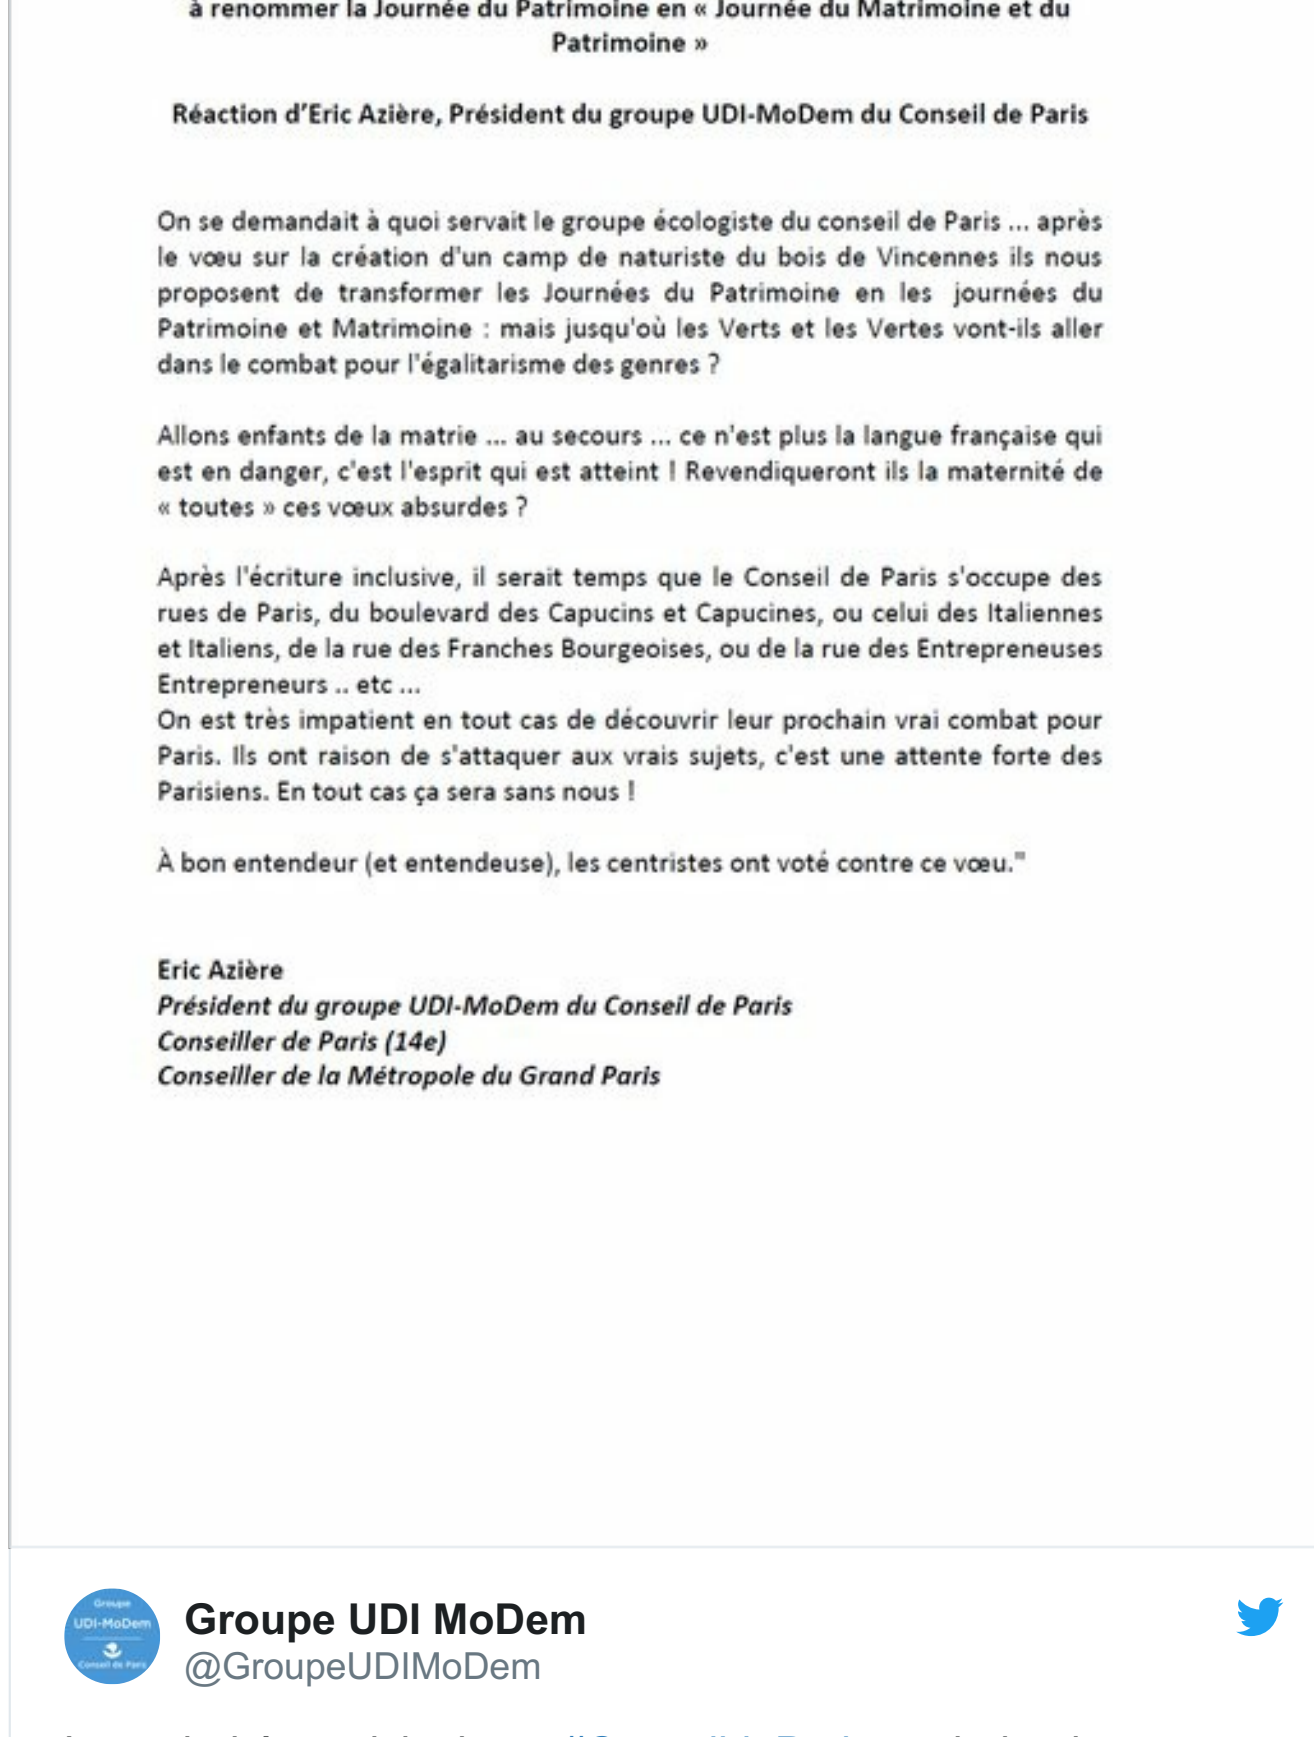 à renommer la Journée du Patrimoine en « Journée du Matrimoine et du
Patrimoine »
Réaction d’Eric Azière, Président du groupe UDI-MoDem du Conseil de Paris
On se demandait à quoi servait le groupe écologiste du conseil de Paris ... après
le vœu sur la création d'un camp de naturiste du bois de Vincennes ils nous
proposent de transformer les Journées du Patrimoine en les journées du
Patrimoine et Matrimoine : mais jusqu'où les Verts et les Vertes vont-ils aller
dans le combat pour l'égalitarisme des genres ?
Allons enfants de la matrie ... au secours ... ce n'est plus la langue française qui
est en danger, c'est l'esprit qui est atteint ! Revendiqueront ils la maternité de
« toutes » ces vœux absurdes ?
Après l'écriture inclusive, il serait temps que le Conseil de Paris s'occupe des
rues de Paris, du boulevard des Capucins et Capucines, ou celui des Italiennes
et Italiens, de la rue des Franches Bourgeoises, ou de la rue des Entrepreneuses
Entrepreneurs .. etc ...
On est très impatient en tout cas de découvrir leur prochain vrai combat pour
Paris. Ils ont raison de s'attaquer aux vrais sujets, c'est une attente forte des
Parisiens. En tout cas ça sera sans nous !
À bon entendeur (et entendeuse), les centristes ont voté contre ce vœu."
Eric Azière
Président du groupe UDI-MoDem du Conseil de Paris
Conseiller de Paris (14e)
Conseiller de la Métropole du Grand Paris
Groupe
UDI-MoDem
Conseil de Paris
Groupe UDI MoDem
@GroupeUDIMoDem